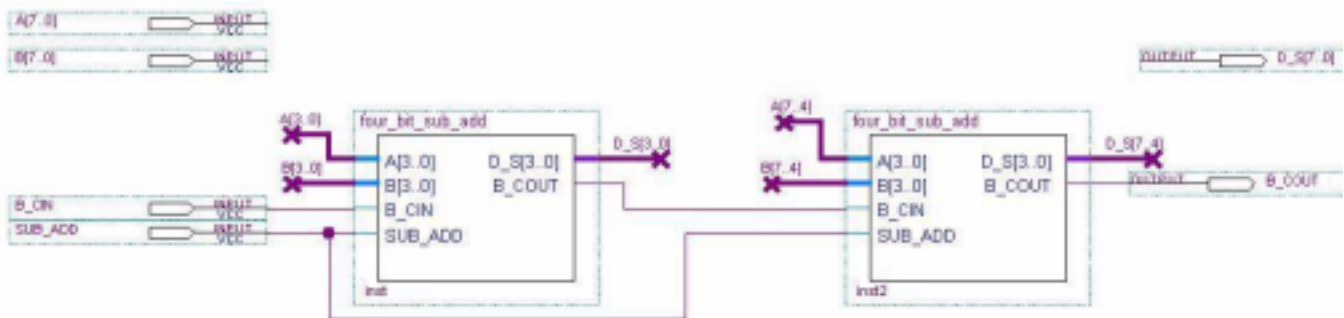 A[7..0] INPUT VCC
B[7..0] INPUT VCC
OUTPUT D_S[7..0]
A[3..0]
four_bit_sub_add
A[7..4]
four_bit_sub_add
B[3..0]
A[3..0] D_S[3..0]
D_S[3..0]
B[3..0] B_COUT
B_CIN
SUB_ADD
inst
B[7..4]
A[3..0] D_S[3..0]
D_S[7..4]
B[3..0] B_COUT
B_CIN
SUB_ADD
inst2
OUTPUT B_COUT
B_CIN INPUT VCC
SUB_ADD INPUT VCC